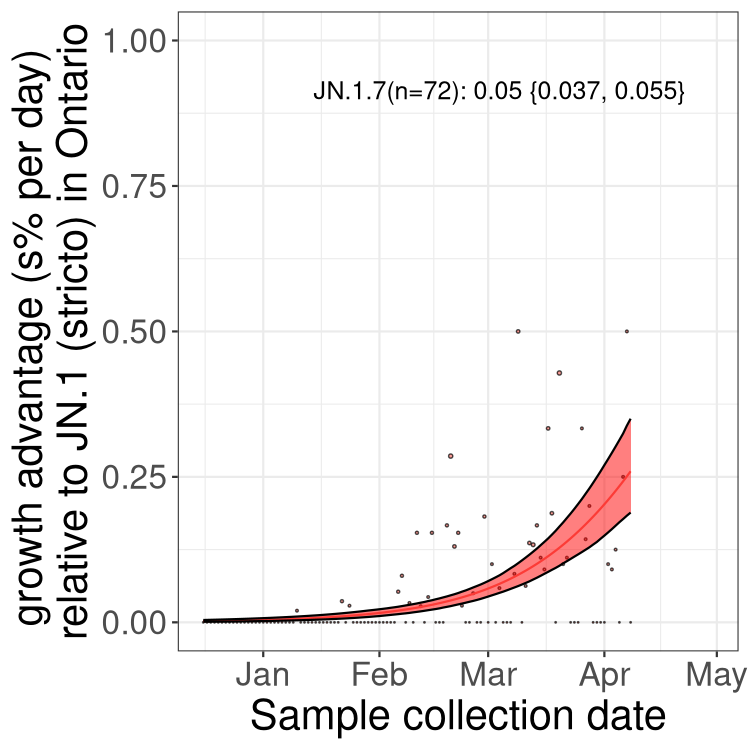 growth advantage (s% per day)
relative to JN.1 (stricto) in Ontario
1.00
0.75
0.50
0.25
0.00
JN.1.7(n=72): 0.05 {0.037, 0.055}
Jan Feb Mar Apr May
Sample collection date